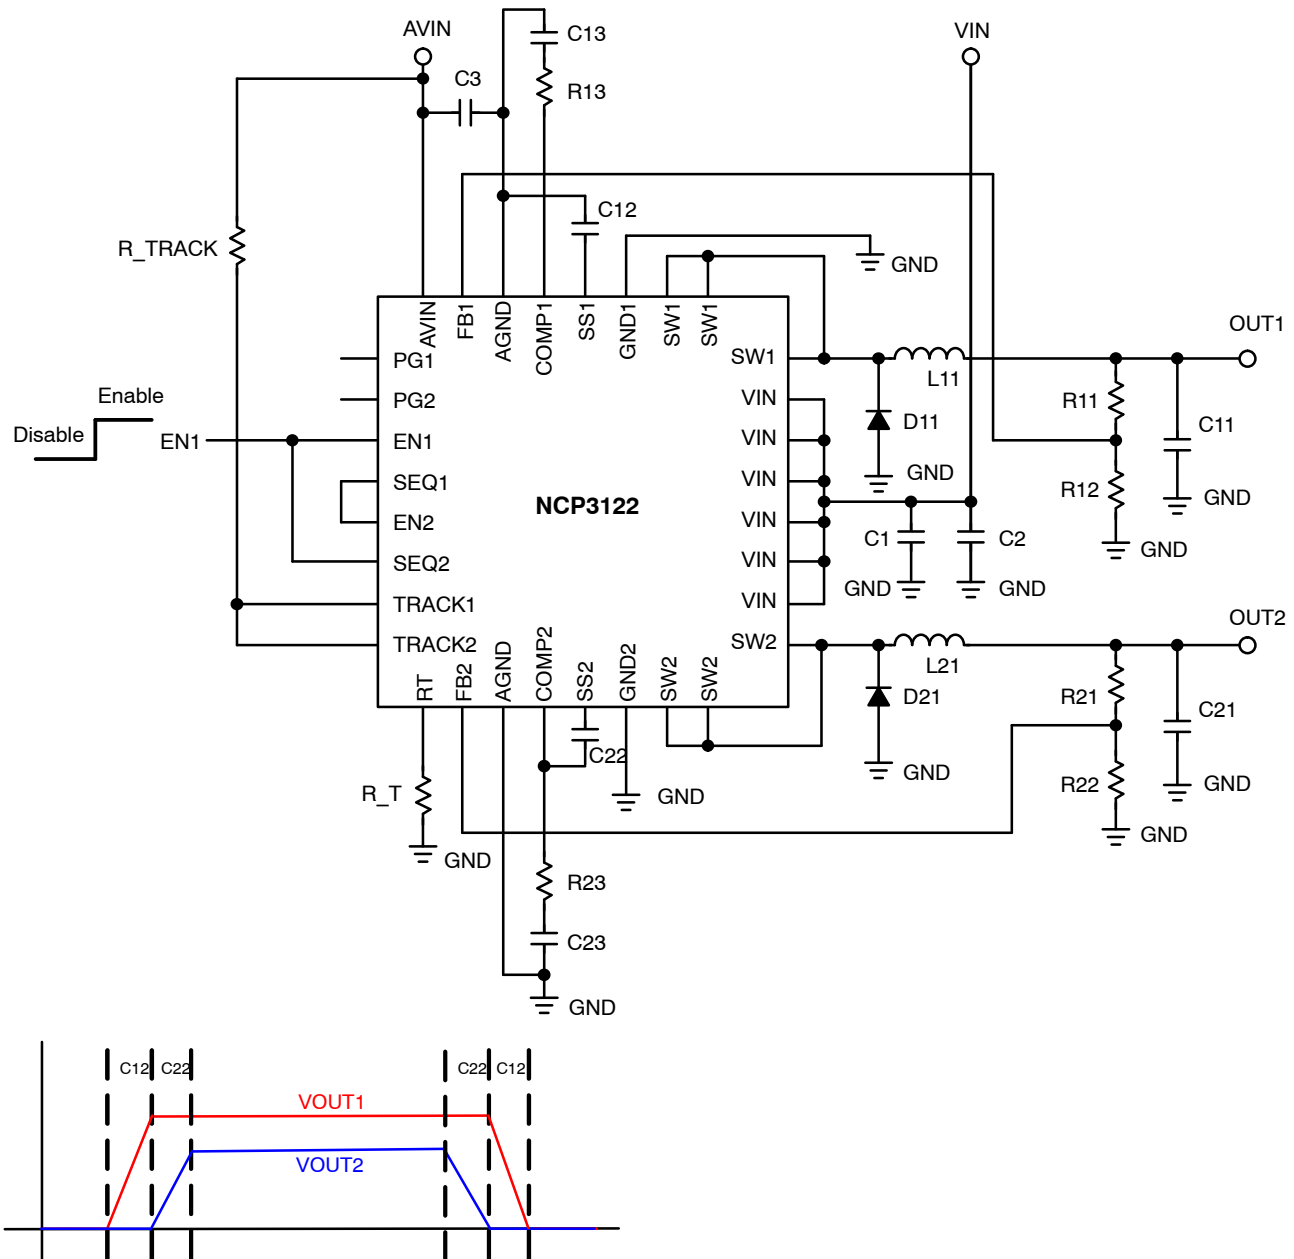 AVIN
C13
R13
C3
VIN
C12
R_TRACK
GND
AVIN
FB1
AGND
COMP1
SS1
GND1
SW1
SW1
OUT1
PG1
SW1
L11
PG2
VIN
R11
D11
C11
Enable
Disable
EN1
EN1
VIN
GND
SEQ1
VIN
R12
GND
NCP3122
EN2
VIN
C1
C2
GND
SEQ2
VIN
GND
GND
TRACK1
VIN
OUT2
TRACK2
SW2
L21
RT
FB2
AGND
COMP2
SS2
GND2
SW2
SW2
D21
R21
C21
C22
GND
R22
GND
R_T
GND
GND
GND
R23
C23
GND
C12
C22
C22
C12
VOUT1
VOUT2